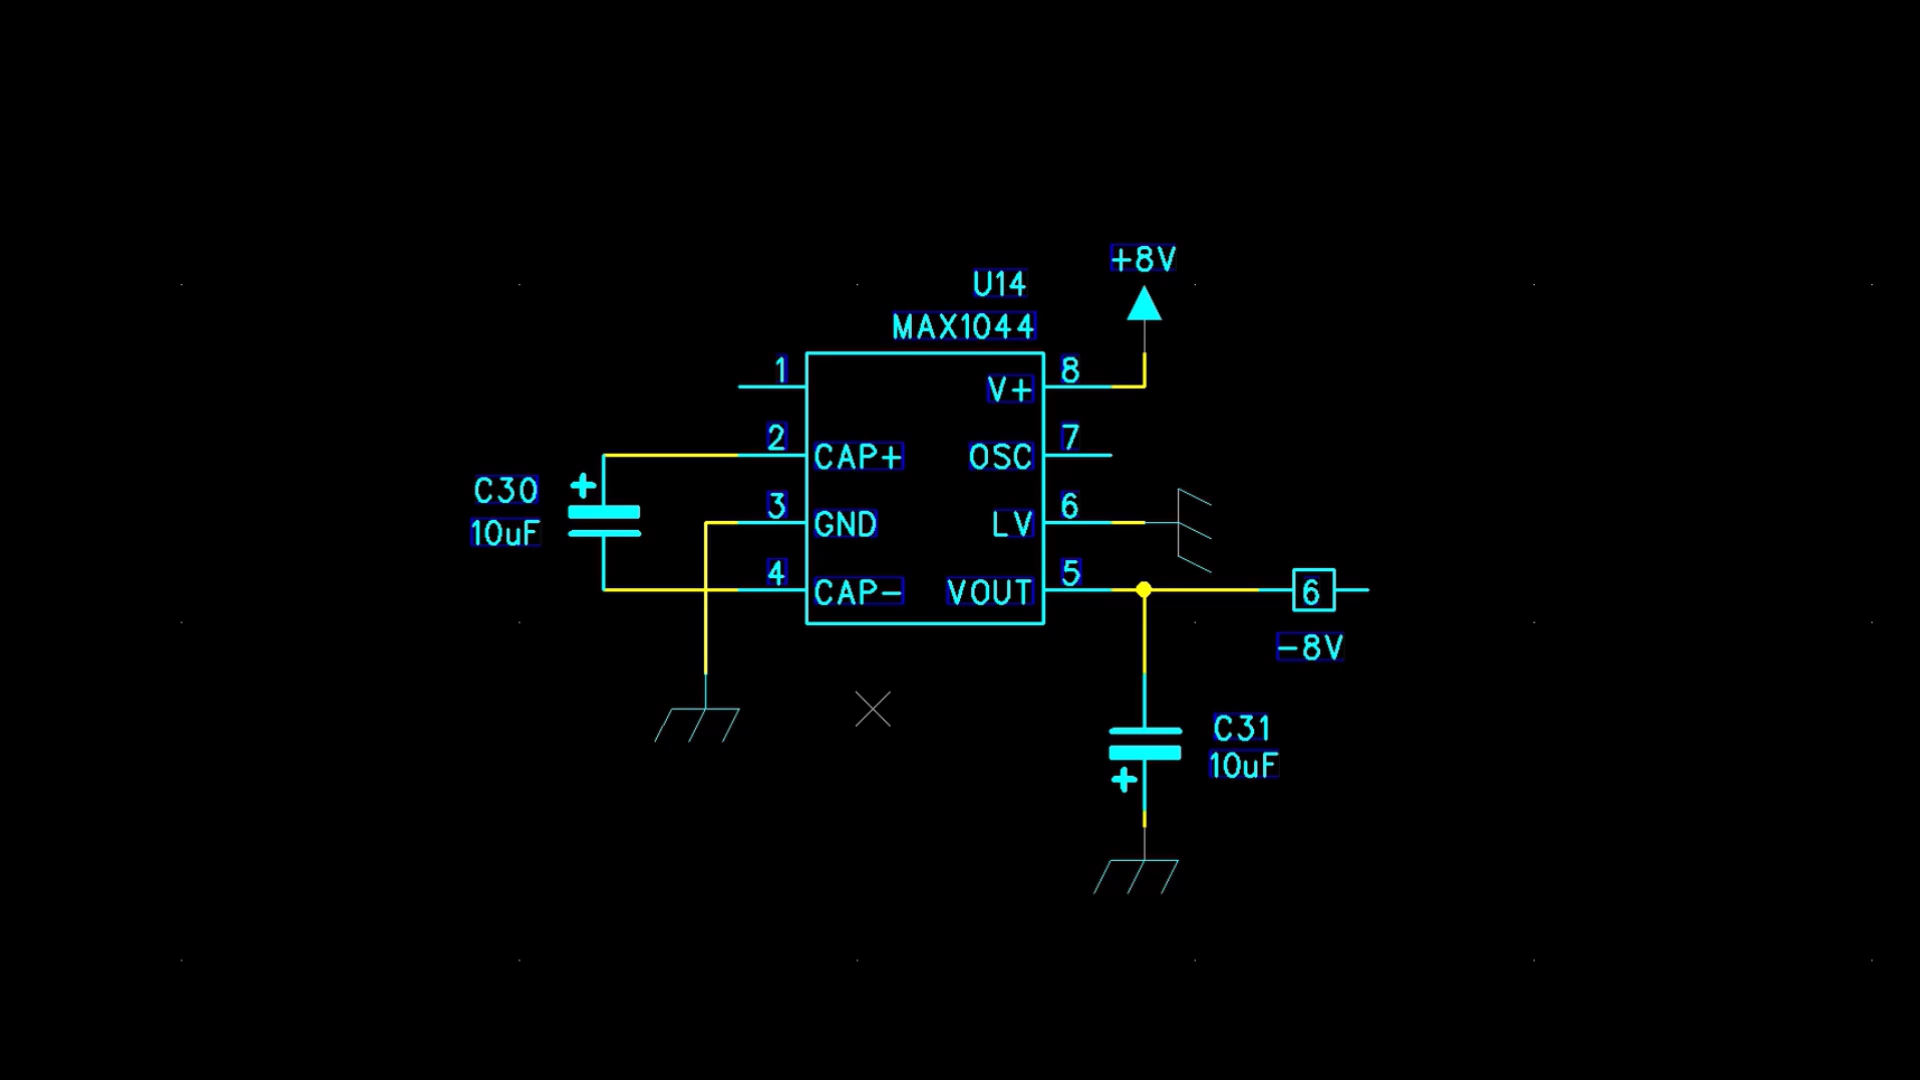 +8V
U14
MAX1044
1
8
V+
2
7
CAP+
OSC
C30
10uF
3
6
GND
LV
4
5
CAP-
VOUT
6
-8V
C31
10uF